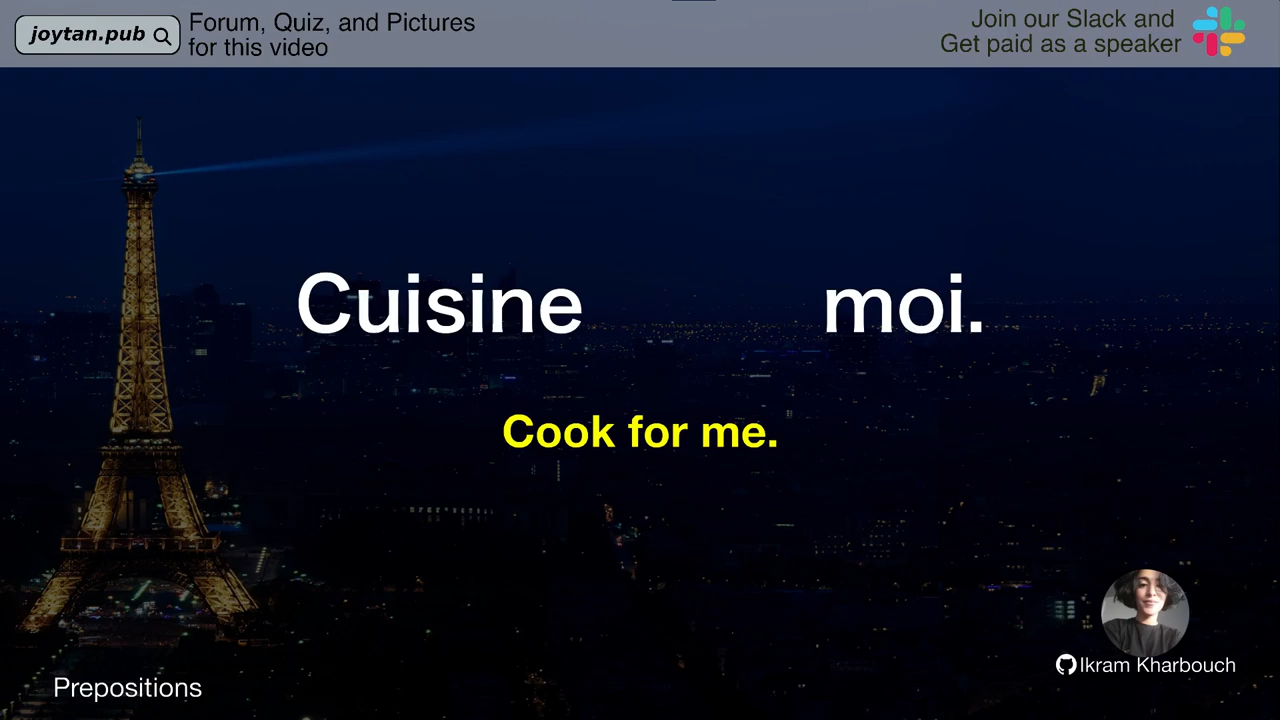 joytan.pub
Forum, Quiz, and Pictures
for this video
Join our Slack and
Get paid as a speaker
Cuisine moi.
Cook for me.
Ikram Kharbouch
Prepositions